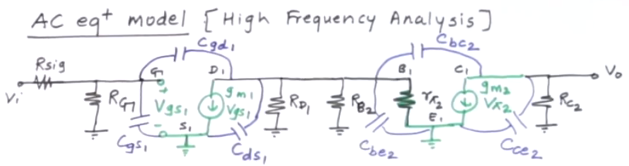 AC eq⁺ model [High Frequency Analysis]
Cgd1 Cbc2
Rsig G1 D1 B1 C1 Vo
Vi RG1 Vgs1 gm1 Vgs1 RD1 RB2 rπ2 gm2 Vπ2 RC2
S1 E1
Cgs1 Cds1 Cbe2 Cce2